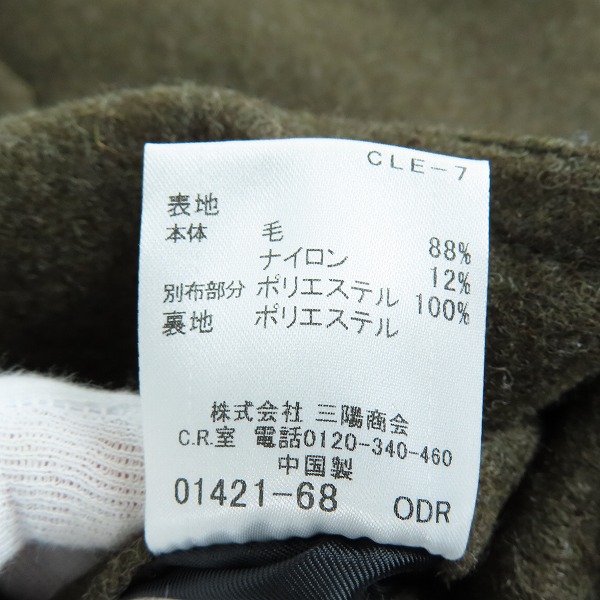 CLE-7
表地
本体 毛 88%
ナイロン 12%
別布部分 ポリエステル 100%
裏地 ポリエステル
株式会社 三陽商会
C.R.室 電話0120-340-460
中国製
01421-68 ODR